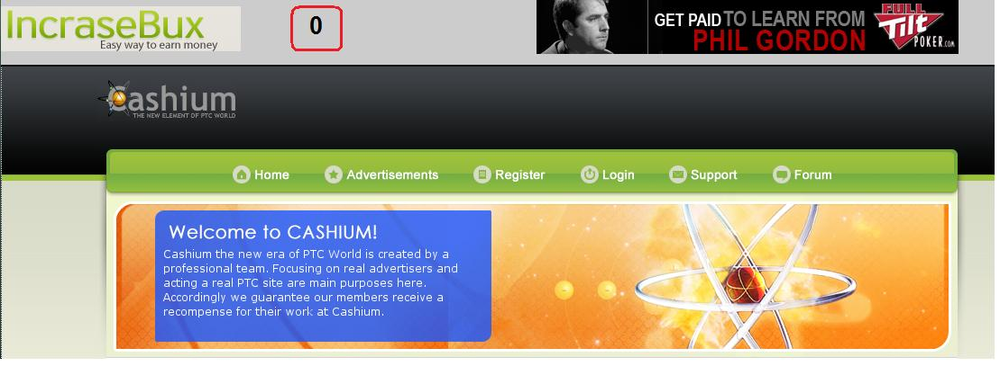 IncraseBux
Easy way to earn money
0
GET PAID TO LEARN FROM
PHIL GORDON
FULL
TiLT
POKER.COM
Cashium
THE NEW ELEMENT OF PTC WORLD
Home
Advertisements
Register
Login
Support
Forum
Welcome to CASHIUM!
Cashium the new era of PTC World is created by a
professional team. Focusing on real advertisers and
acting a real PTC site are main purposes here.
Accordingly we guarantee our members receive a
recompense for their work at Cashium.